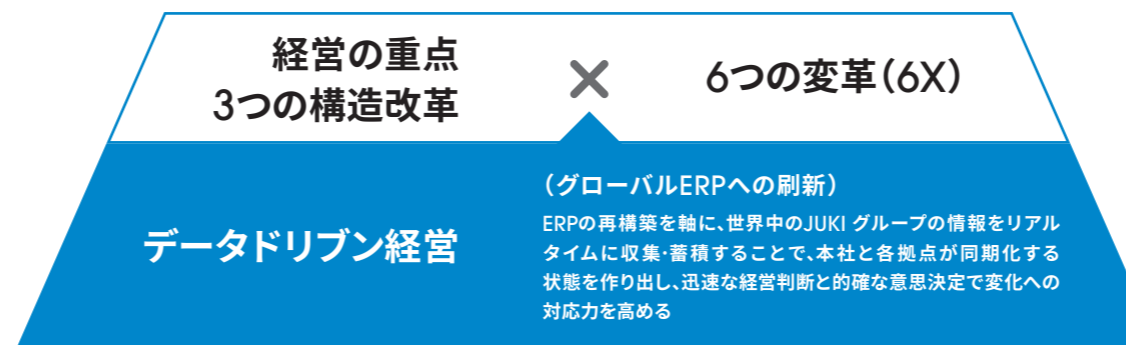 経営の重点
3つの構造改革
×
6つの変革（6X）
データドリブン経営
（グローバルERPへの刷新）
ERPの再構築を軸に、世界中のJUKI グループの情報をリアル
タイムに収集・蓄積することで、本社と各拠点が同期化する
状態を作り出し、迅速な経営判断と的確な意思決定で変化への
対応力を高める